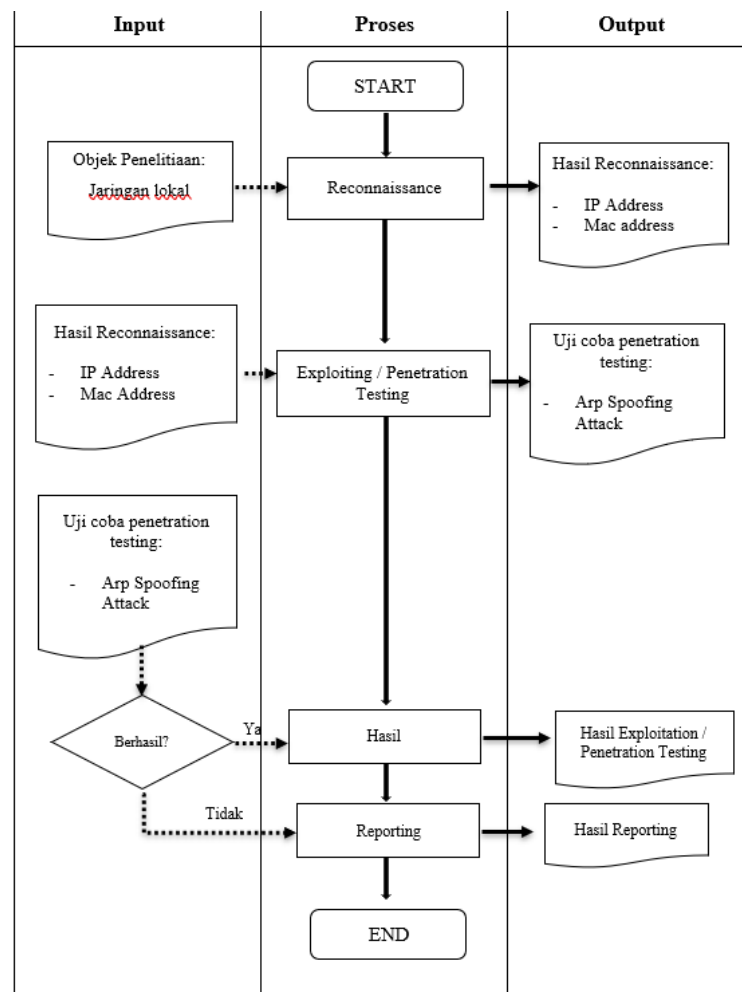 Input Proses Output
START
Objek Penelitiaan:
Jaringan lokal
Reconnaissance
Hasil Reconnaissance:
- IP Address
- Mac address
Hasil Reconnaissance:
- IP Address
- Mac Address
Exploiting / Penetration
Testing
Uji coba penetration
testing:
- Arp Spoofing
Attack
Uji coba penetration
testing:
- Arp Spoofing
Attack
Berhasil?
Ya
Hasil
Hasil Exploitation /
Penetration Testing
Tidak
Reporting
Hasil Reporting
END